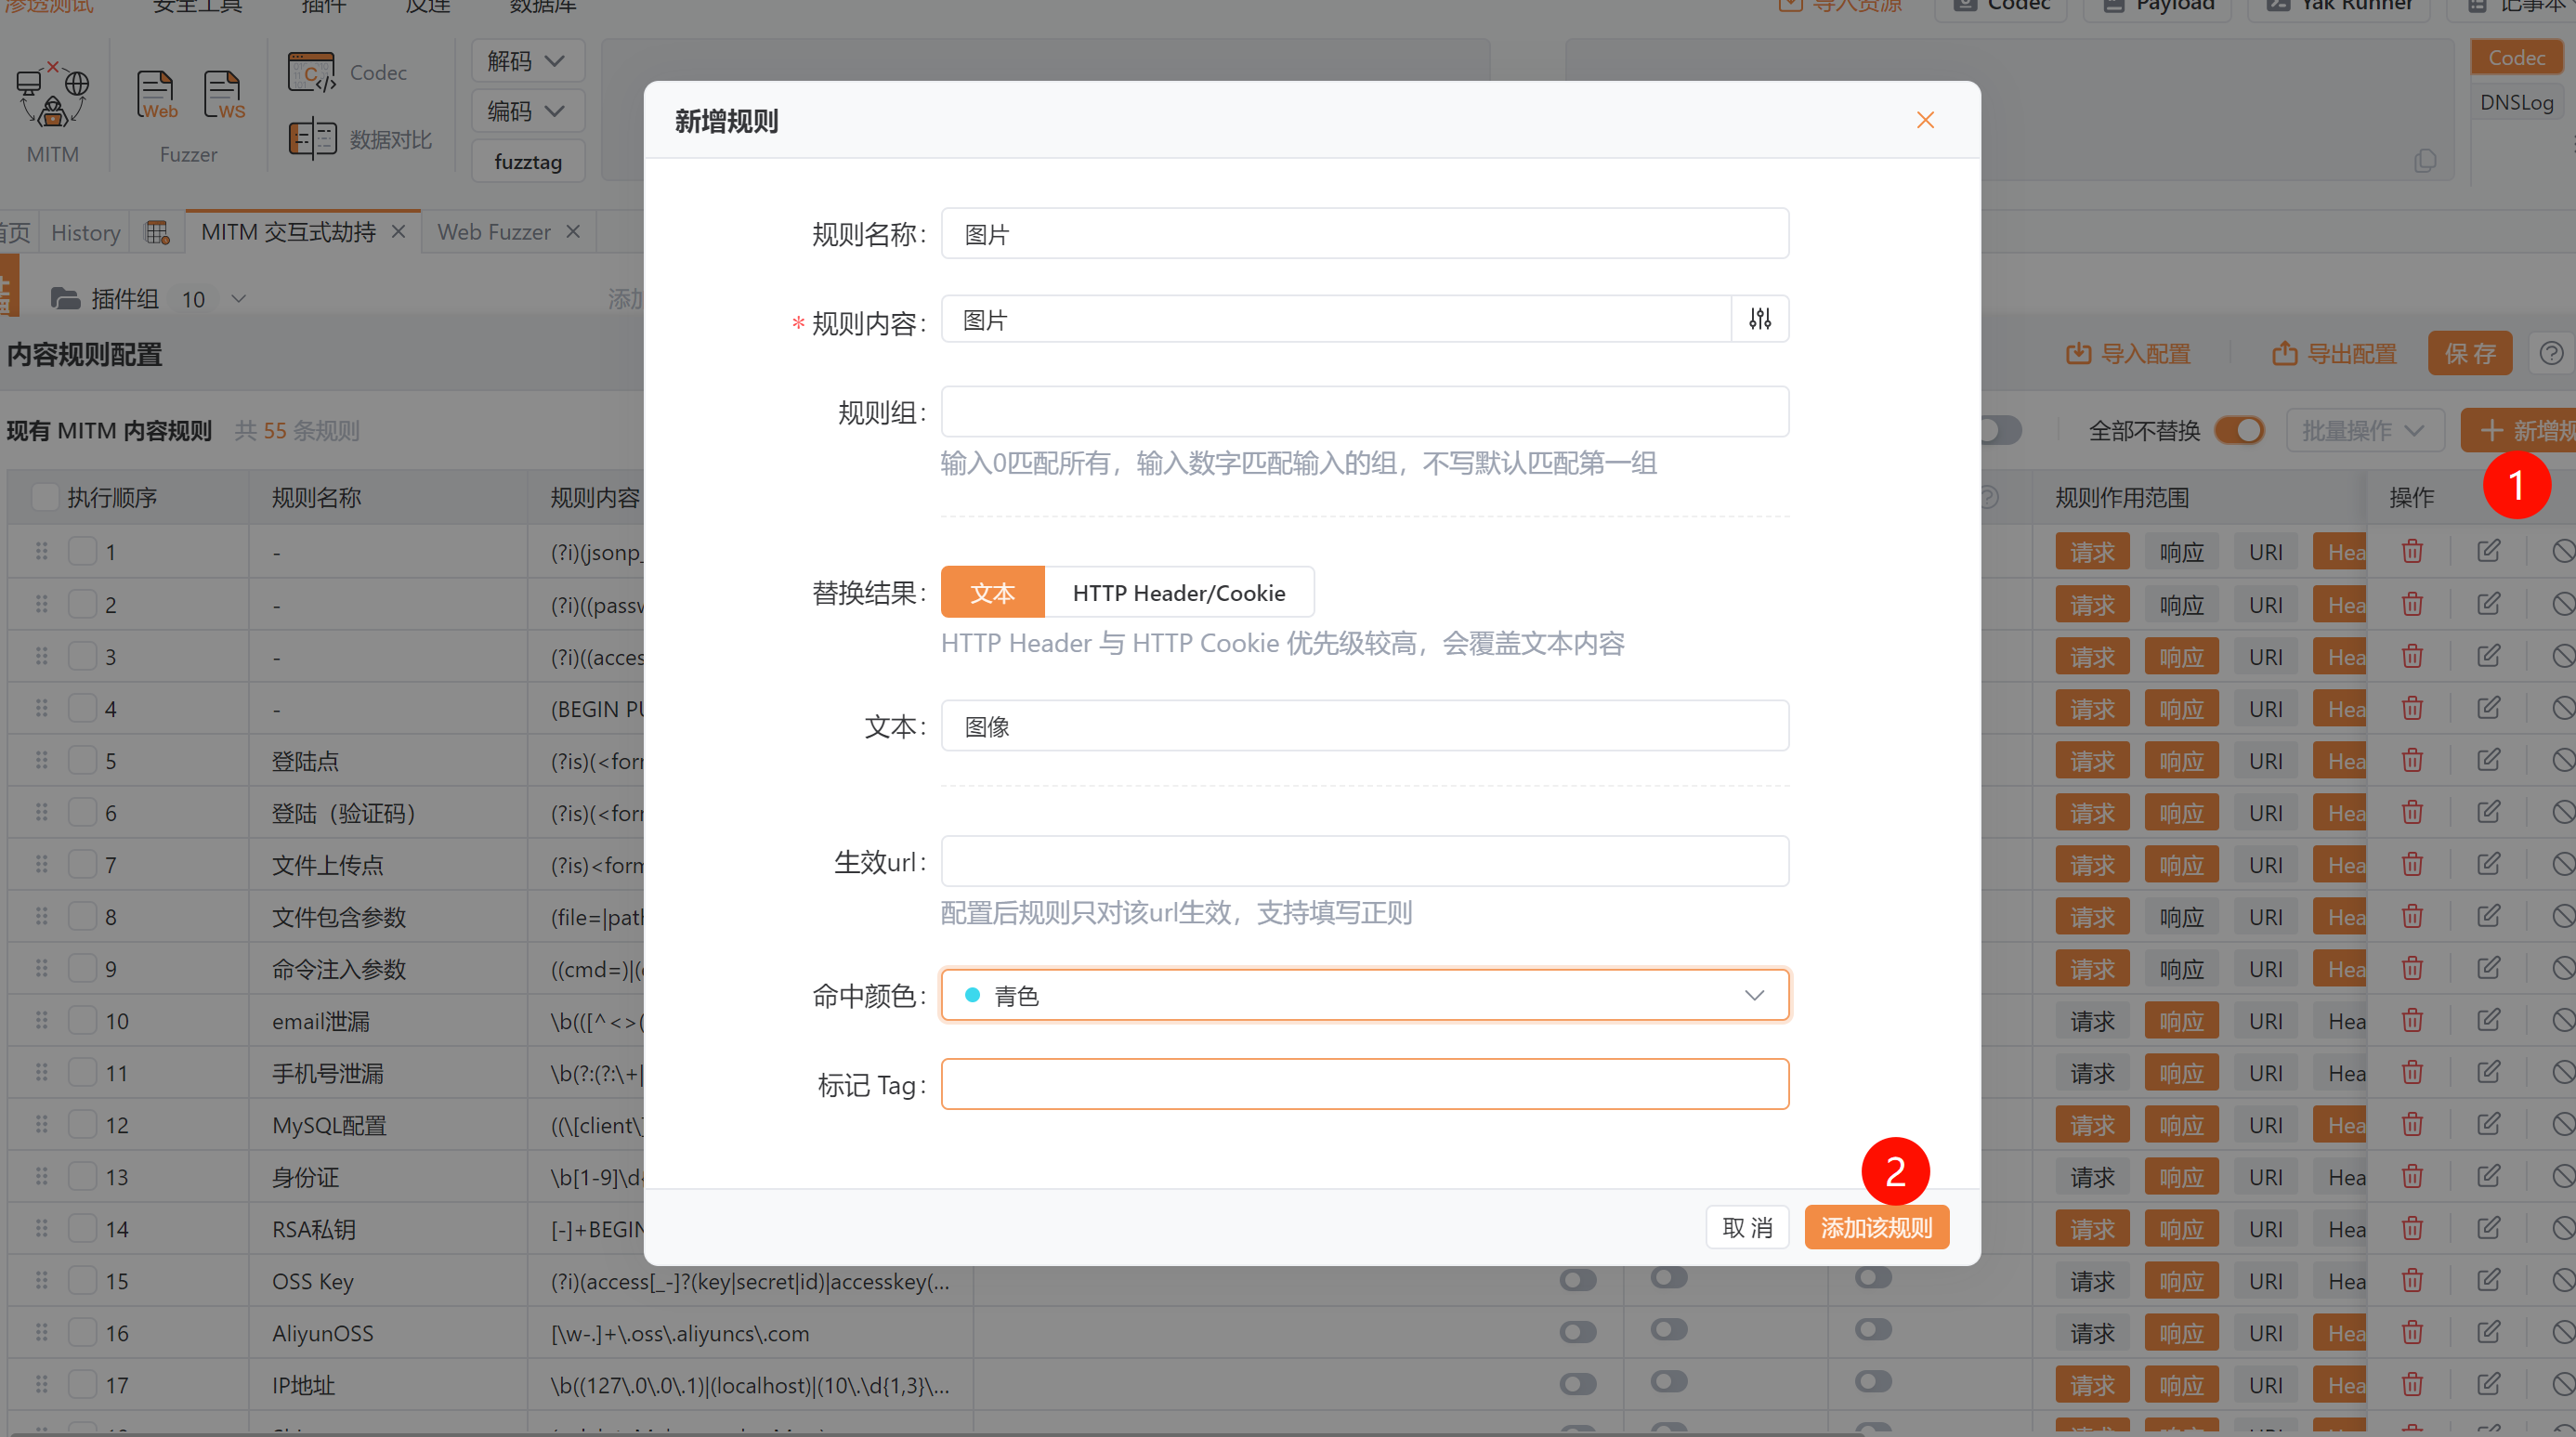 渗透测试 安全工具 插件 反连 数据库 导入资源 Codec Payload Yak Runner 记事本
解码 Codec
Web WS Codec
编码 DNSLog
数据对比
MITM Fuzzer fuzztag
新增规则
首页 History MITM 交互式劫持 Web Fuzzer
规则名称: 图片
插件组 10 添加
* 规则内容: 图片
内容规则配置 导入配置 导出配置 保存
规则组:
现有 MITM 内容规则 共 55 条规则 全部不替换 批量操作 新增规
输入0匹配所有，输入数字匹配输入的组，不写默认匹配第一组
执行顺序 规则名称 规则内容 规则作用范围 操作 1
1 - (?i)(jsonp_ 请求 响应 URI Hea
替换结果: 文本 HTTP Header/Cookie
2 - (?i)((passw 请求 响应 URI Hea
HTTP Header 与 HTTP Cookie 优先级较高，会覆盖文本内容
3 - (?i)((acces 请求 响应 URI Hea
4 - (BEGIN PU 请求 响应 URI Hea
文本: 图像
5 登陆点 (?is)(<forr 请求 响应 URI Hea
6 登陆（验证码） (?is)(<forr 请求 响应 URI Hea
生效url:
7 文件上传点 (?is)<form 请求 响应 URI Hea
配置后规则只对该url生效，支持填写正则
8 文件包含参数 (file=|path 请求 响应 URI Hea
9 命令注入参数 ((cmd=)|( 请求 响应 URI Hea
命中颜色: 青色
10 email泄漏 \b(([^<>( 请求 响应 URI Hea
11 手机号泄漏 \b(?:(?:\+| 请求 响应 URI Hea
标记 Tag:
12 MySQL配置 ((\[client\] 请求 响应 URI Hea
13 身份证 \b[1-9]\d 请求 响应 URI Hea
2
14 RSA私钥 [-]+BEGIN 请求 响应 URI Hea
取 消 添加该规则
15 OSS Key (?i)(access[_-]?(key|secret|id)|accesskey(... 请求 响应 URI Hea
16 AliyunOSS [\w-.]+\.oss\.aliyuncs\.com 请求 响应 URI Hea
17 IP地址 \b((127\.0\.0\.1)|(localhost)|(10\.\d{1,3}\... 请求 响应 URI Hea